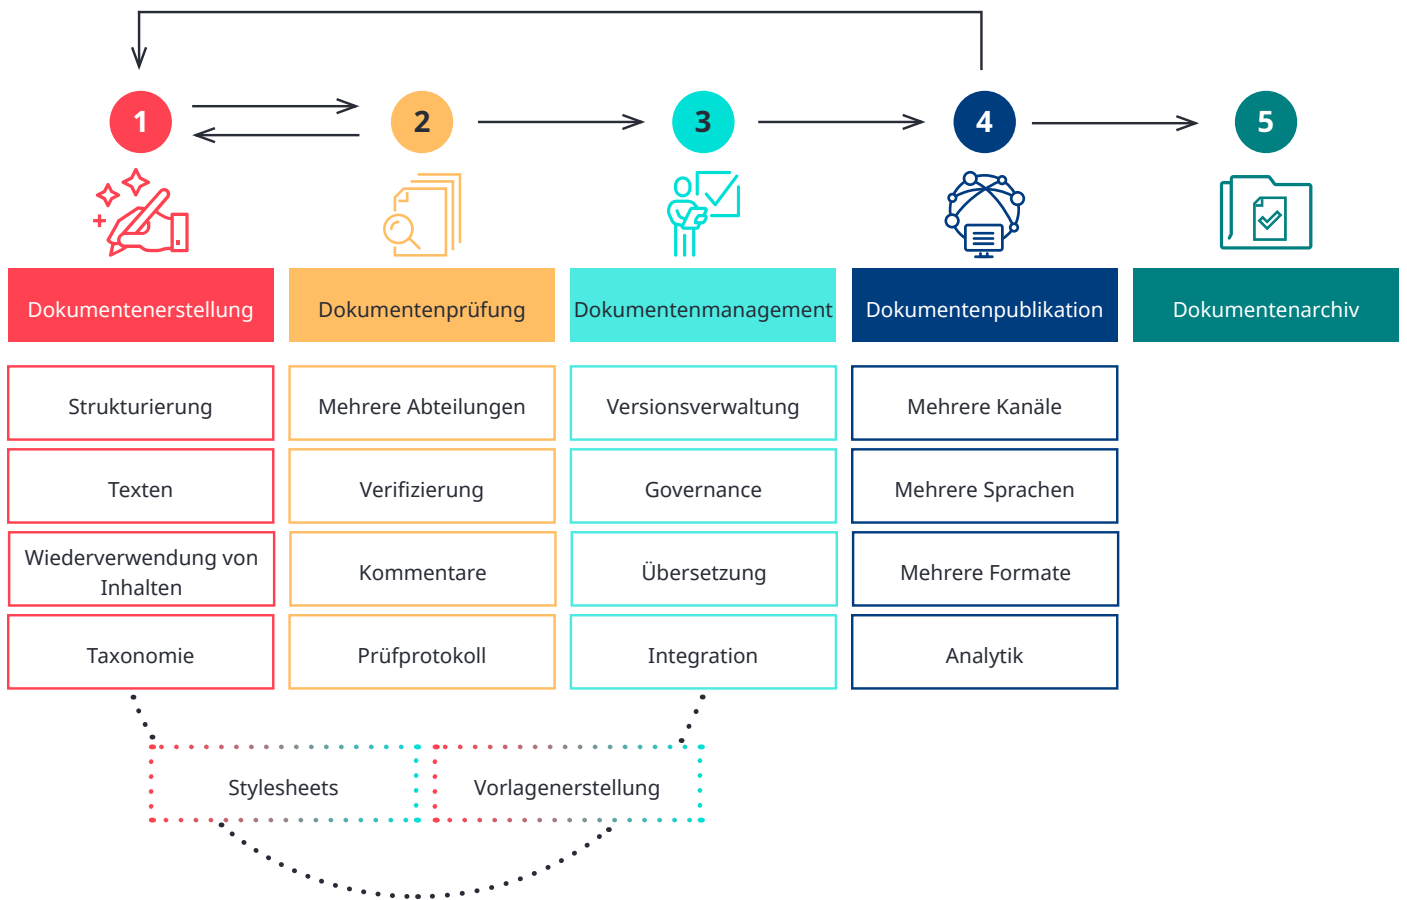 1
2
3
4
5
Dokumentenerstellung
Dokumentenprüfung
Dokumentenmanagement
Dokumentenpublikation
Dokumentenarchiv
Strukturierung
Mehrere Abteilungen
Versionsverwaltung
Mehrere Kanäle
Texten
Verifizierung
Governance
Mehrere Sprachen
Wiederverwendung von
Inhalten
Kommentare
Übersetzung
Mehrere Formate
Taxonomie
Prüfprotokoll
Integration
Analytik
Stylesheets
Vorlagenerstellung